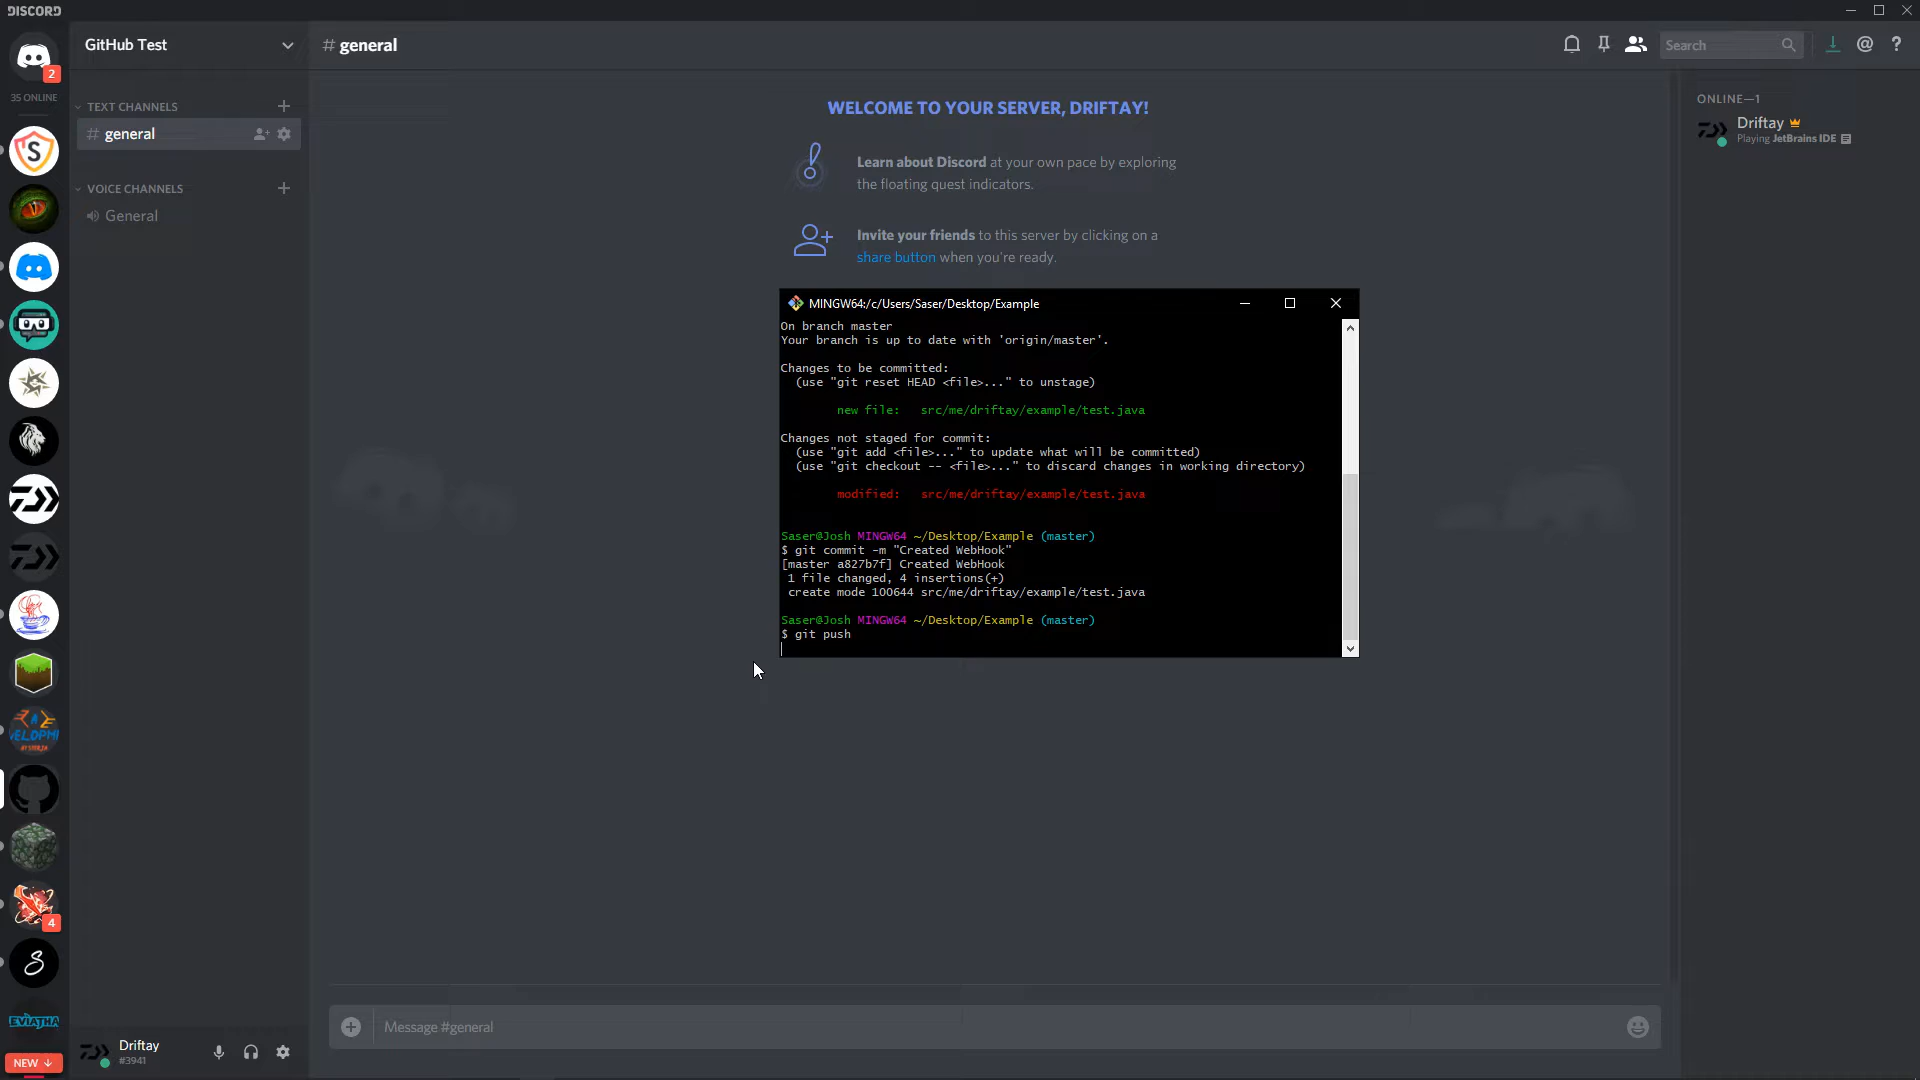 DISCORD
2
35 ONLINE
S
4
NEW ↓
GitHub Test
TEXT CHANNELS
# general
VOICE CHANNELS
General
Driftay
#3941
# general
Search
WELCOME TO YOUR SERVER, DRIFTAY!
Learn about Discord at your own pace by exploring
the floating quest indicators.
Invite your friends to this server by clicking on a
share button when you're ready.
MINGW64:/c/Users/Saser/Desktop/Example
On branch master
Your branch is up to date with 'origin/master'.
Changes to be committed:
(use "git reset HEAD <file>..." to unstage)
new file:   src/me/driftay/example/test.java
Changes not staged for commit:
(use "git add <file>..." to update what will be committed)
(use "git checkout -- <file>..." to discard changes in working directory)
modified:   src/me/driftay/example/test.java
Saser@Josh MINGW64 ~/Desktop/Example (master)
$ git commit -m "Created WebHook"
[master a827b7f] Created WebHook
1 file changed, 4 insertions(+)
create mode 100644 src/me/driftay/example/test.java
Saser@Josh MINGW64 ~/Desktop/Example (master)
$ git push
Message #general
ONLINE—1
Driftay
Playing JetBrains IDE